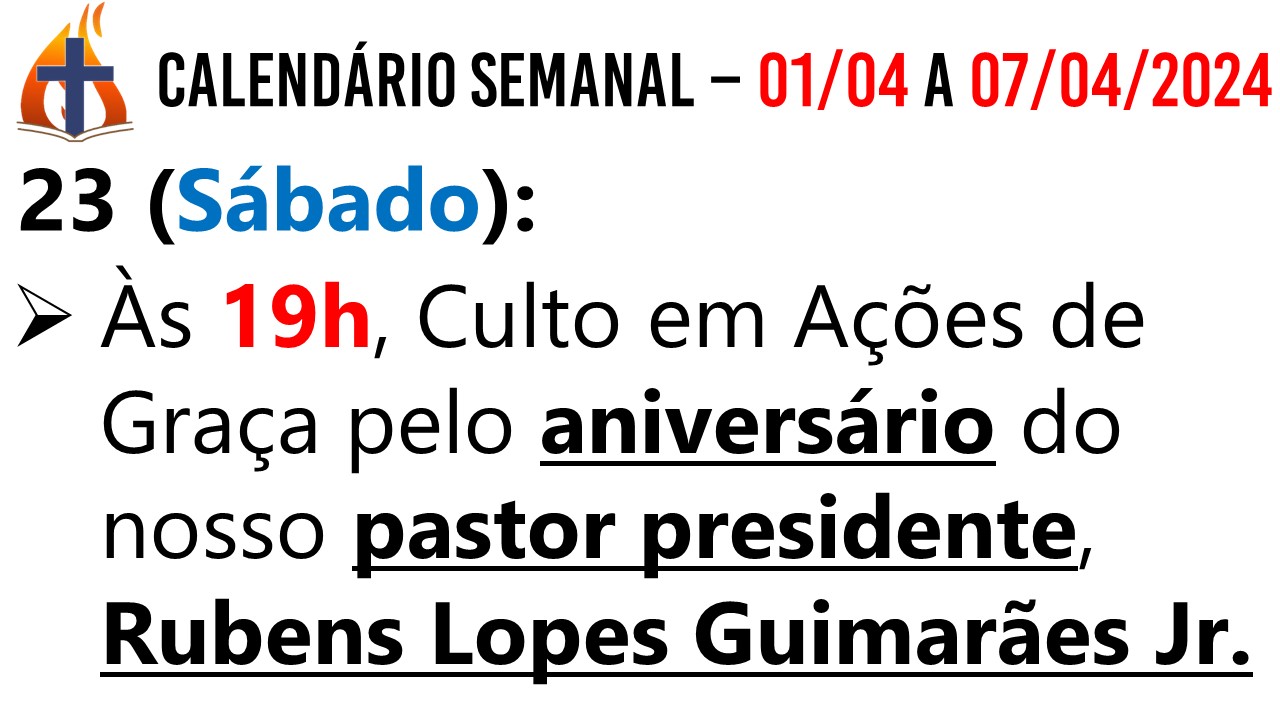 CALENDÁRIO SEMANAL – 01/04 A 07/04/2024
23 (Sábado):
➢ Às 19h, Culto em Ações de
Graça pelo aniversário do
nosso pastor presidente,
Rubens Lopes Guimarães Jr.